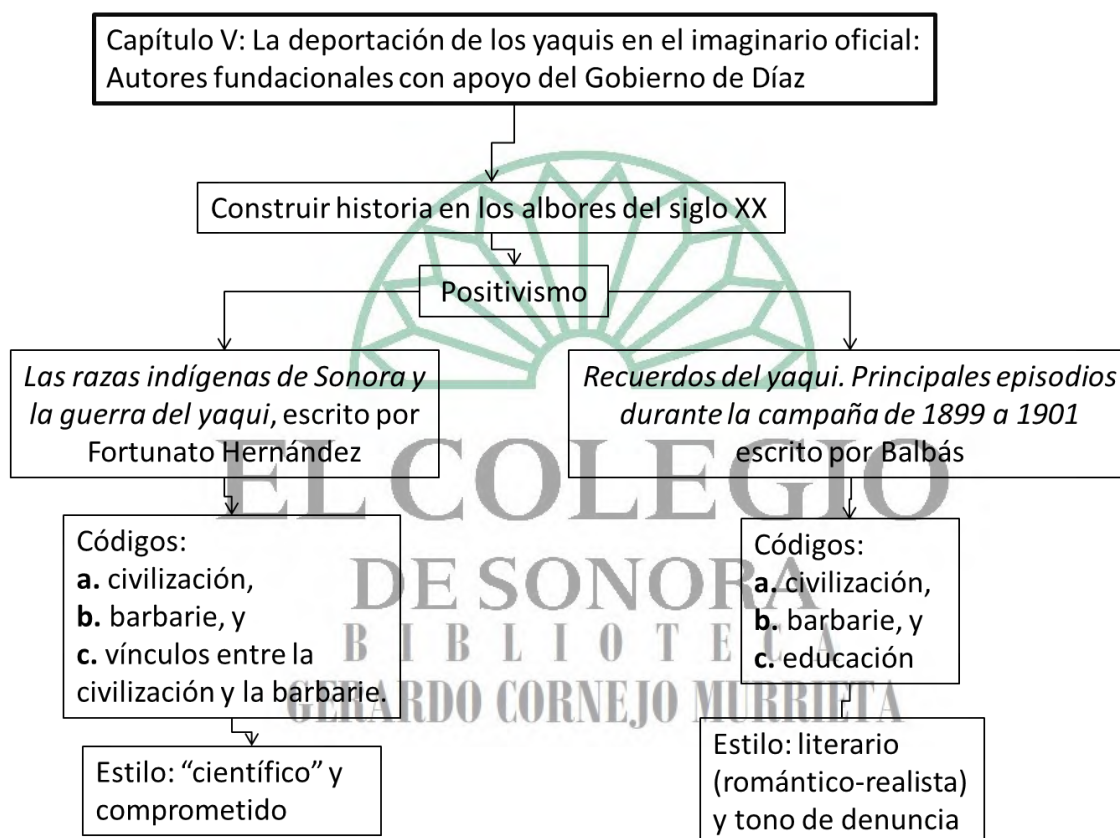 Capítulo V: La deportación de los yaquis en el imaginario oficial:
Autores fundacionales con apoyo del Gobierno de Díaz
Construir historia en los albores del siglo XX
Positivismo
Las razas indígenas de Sonora y
la guerra del yaqui, escrito por
Fortunato Hernández
Recuerdos del yaqui. Principales episodios
durante la campaña de 1899 a 1901
escrito por Balbás
EL COLEGIO
DE SONORA
BIBLIOTECA
GERARDO CORNEJO MURRIETA
Códigos:
a. civilización,
b. barbarie, y
c. vínculos entre la
civilización y la barbarie.
Códigos:
a. civilización,
b. barbarie, y
c. educación
Estilo: “científico” y
comprometido
Estilo: literario
(romántico-realista)
y tono de denuncia